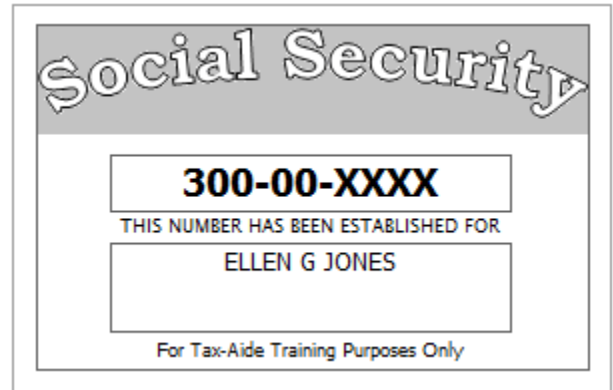 Social Security
300-00-XXXX
THIS NUMBER HAS BEEN ESTABLISHED FOR
ELLEN G JONES
For Tax-Aide Training Purposes Only